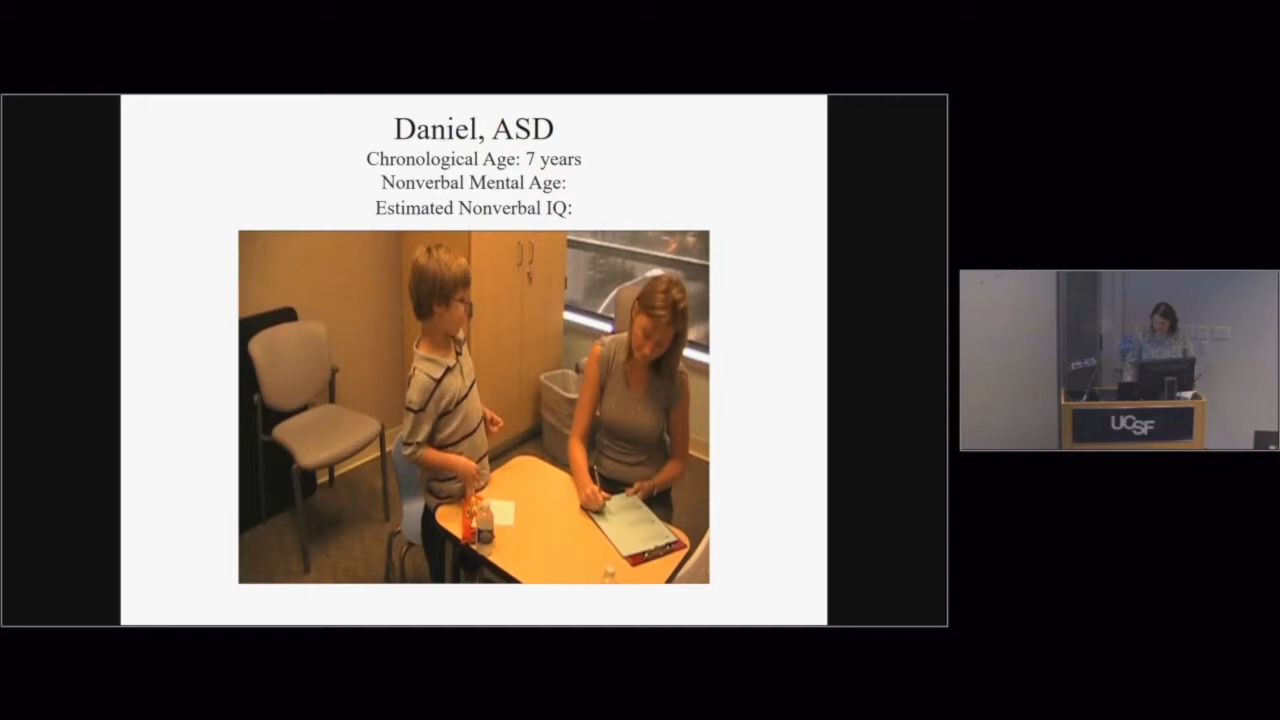 Daniel, ASD
Chronological Age: 7 years
Nonverbal Mental Age:
Estimated Nonverbal IQ:
UCSF